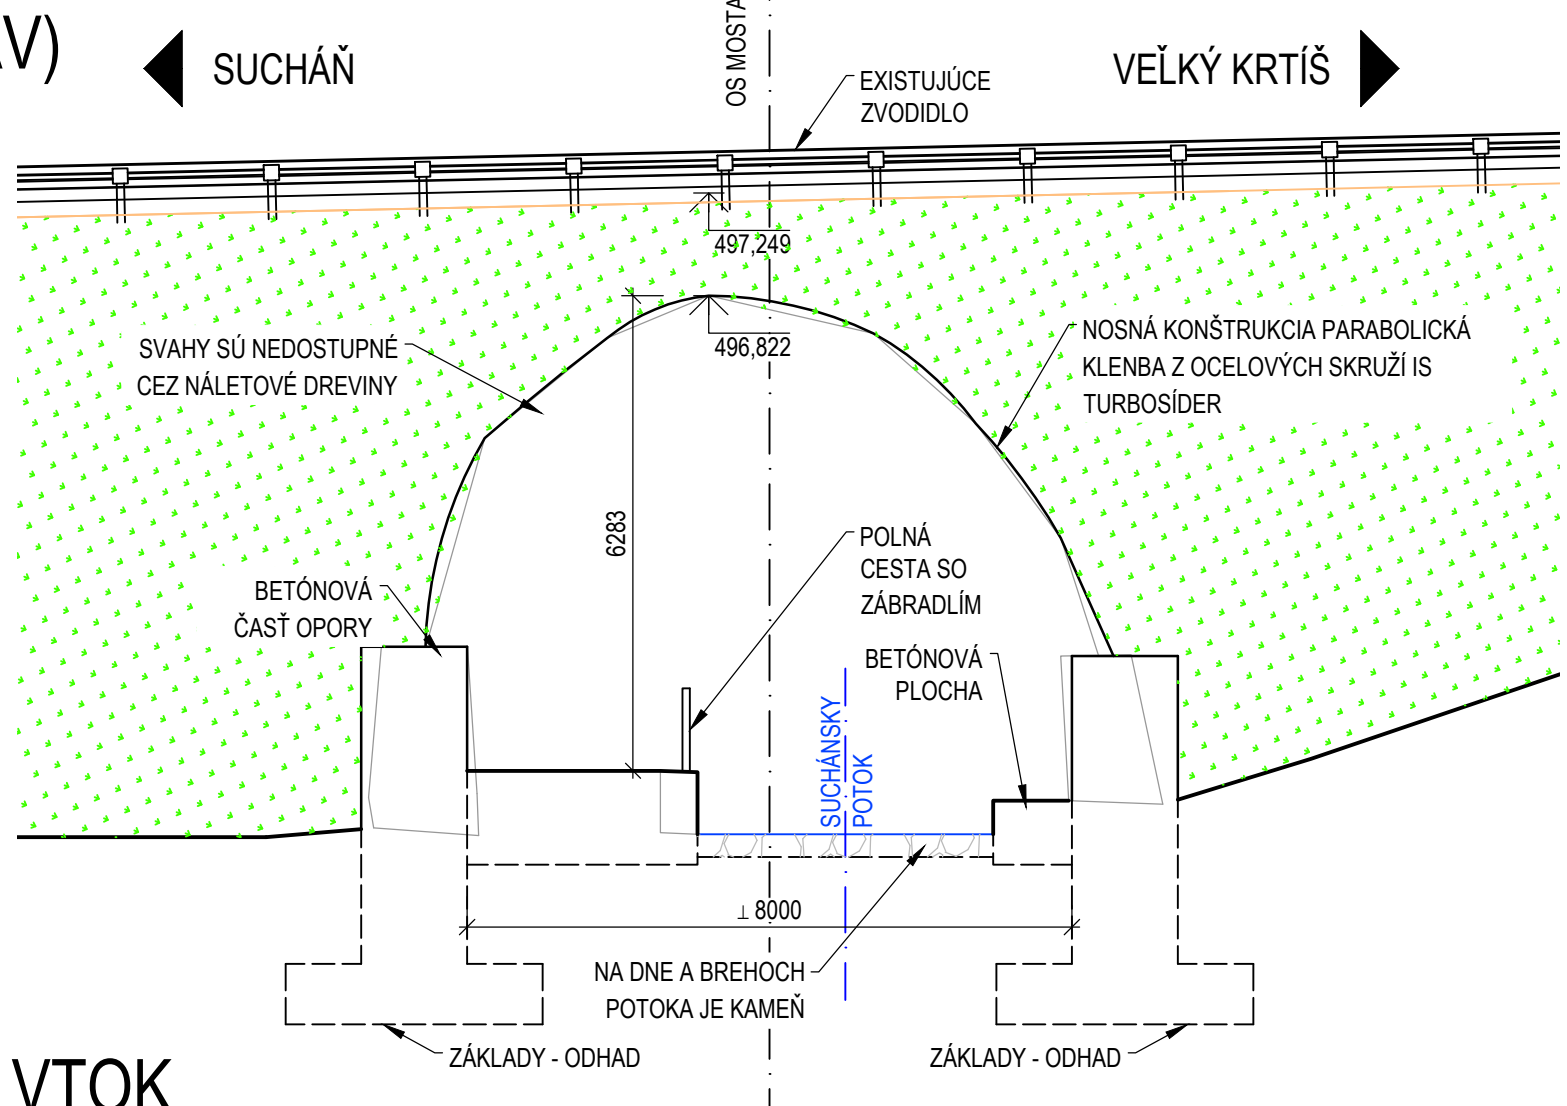 AV)
SUCHÁŇ
OS MOSTA
EXISTUJÚCE
ZVODIDLO
VEĽKÝ KRTÍŠ
497,249
496,822
SVAHY SÚ NEDOSTUPNÉ
CEZ NÁLETOVÉ DREVINY
NOSNÁ KONŠTRUKCIA PARABOLICKÁ
KLENBA Z OCELOVÝCH SKRUŽÍ IS
TURBOSÍDER
6283
POLNÁ
CESTA SO
ZÁBRADLÍM
BETÓNOVÁ
ČASŤ OPORY
BETÓNOVÁ
PLOCHA
SUCHÁNSKY
POTOK
⊥ 8000
NA DNE A BREHOCH
POTOKA JE KAMEŇ
ZÁKLADY - ODHAD
ZÁKLADY - ODHAD
VTOK